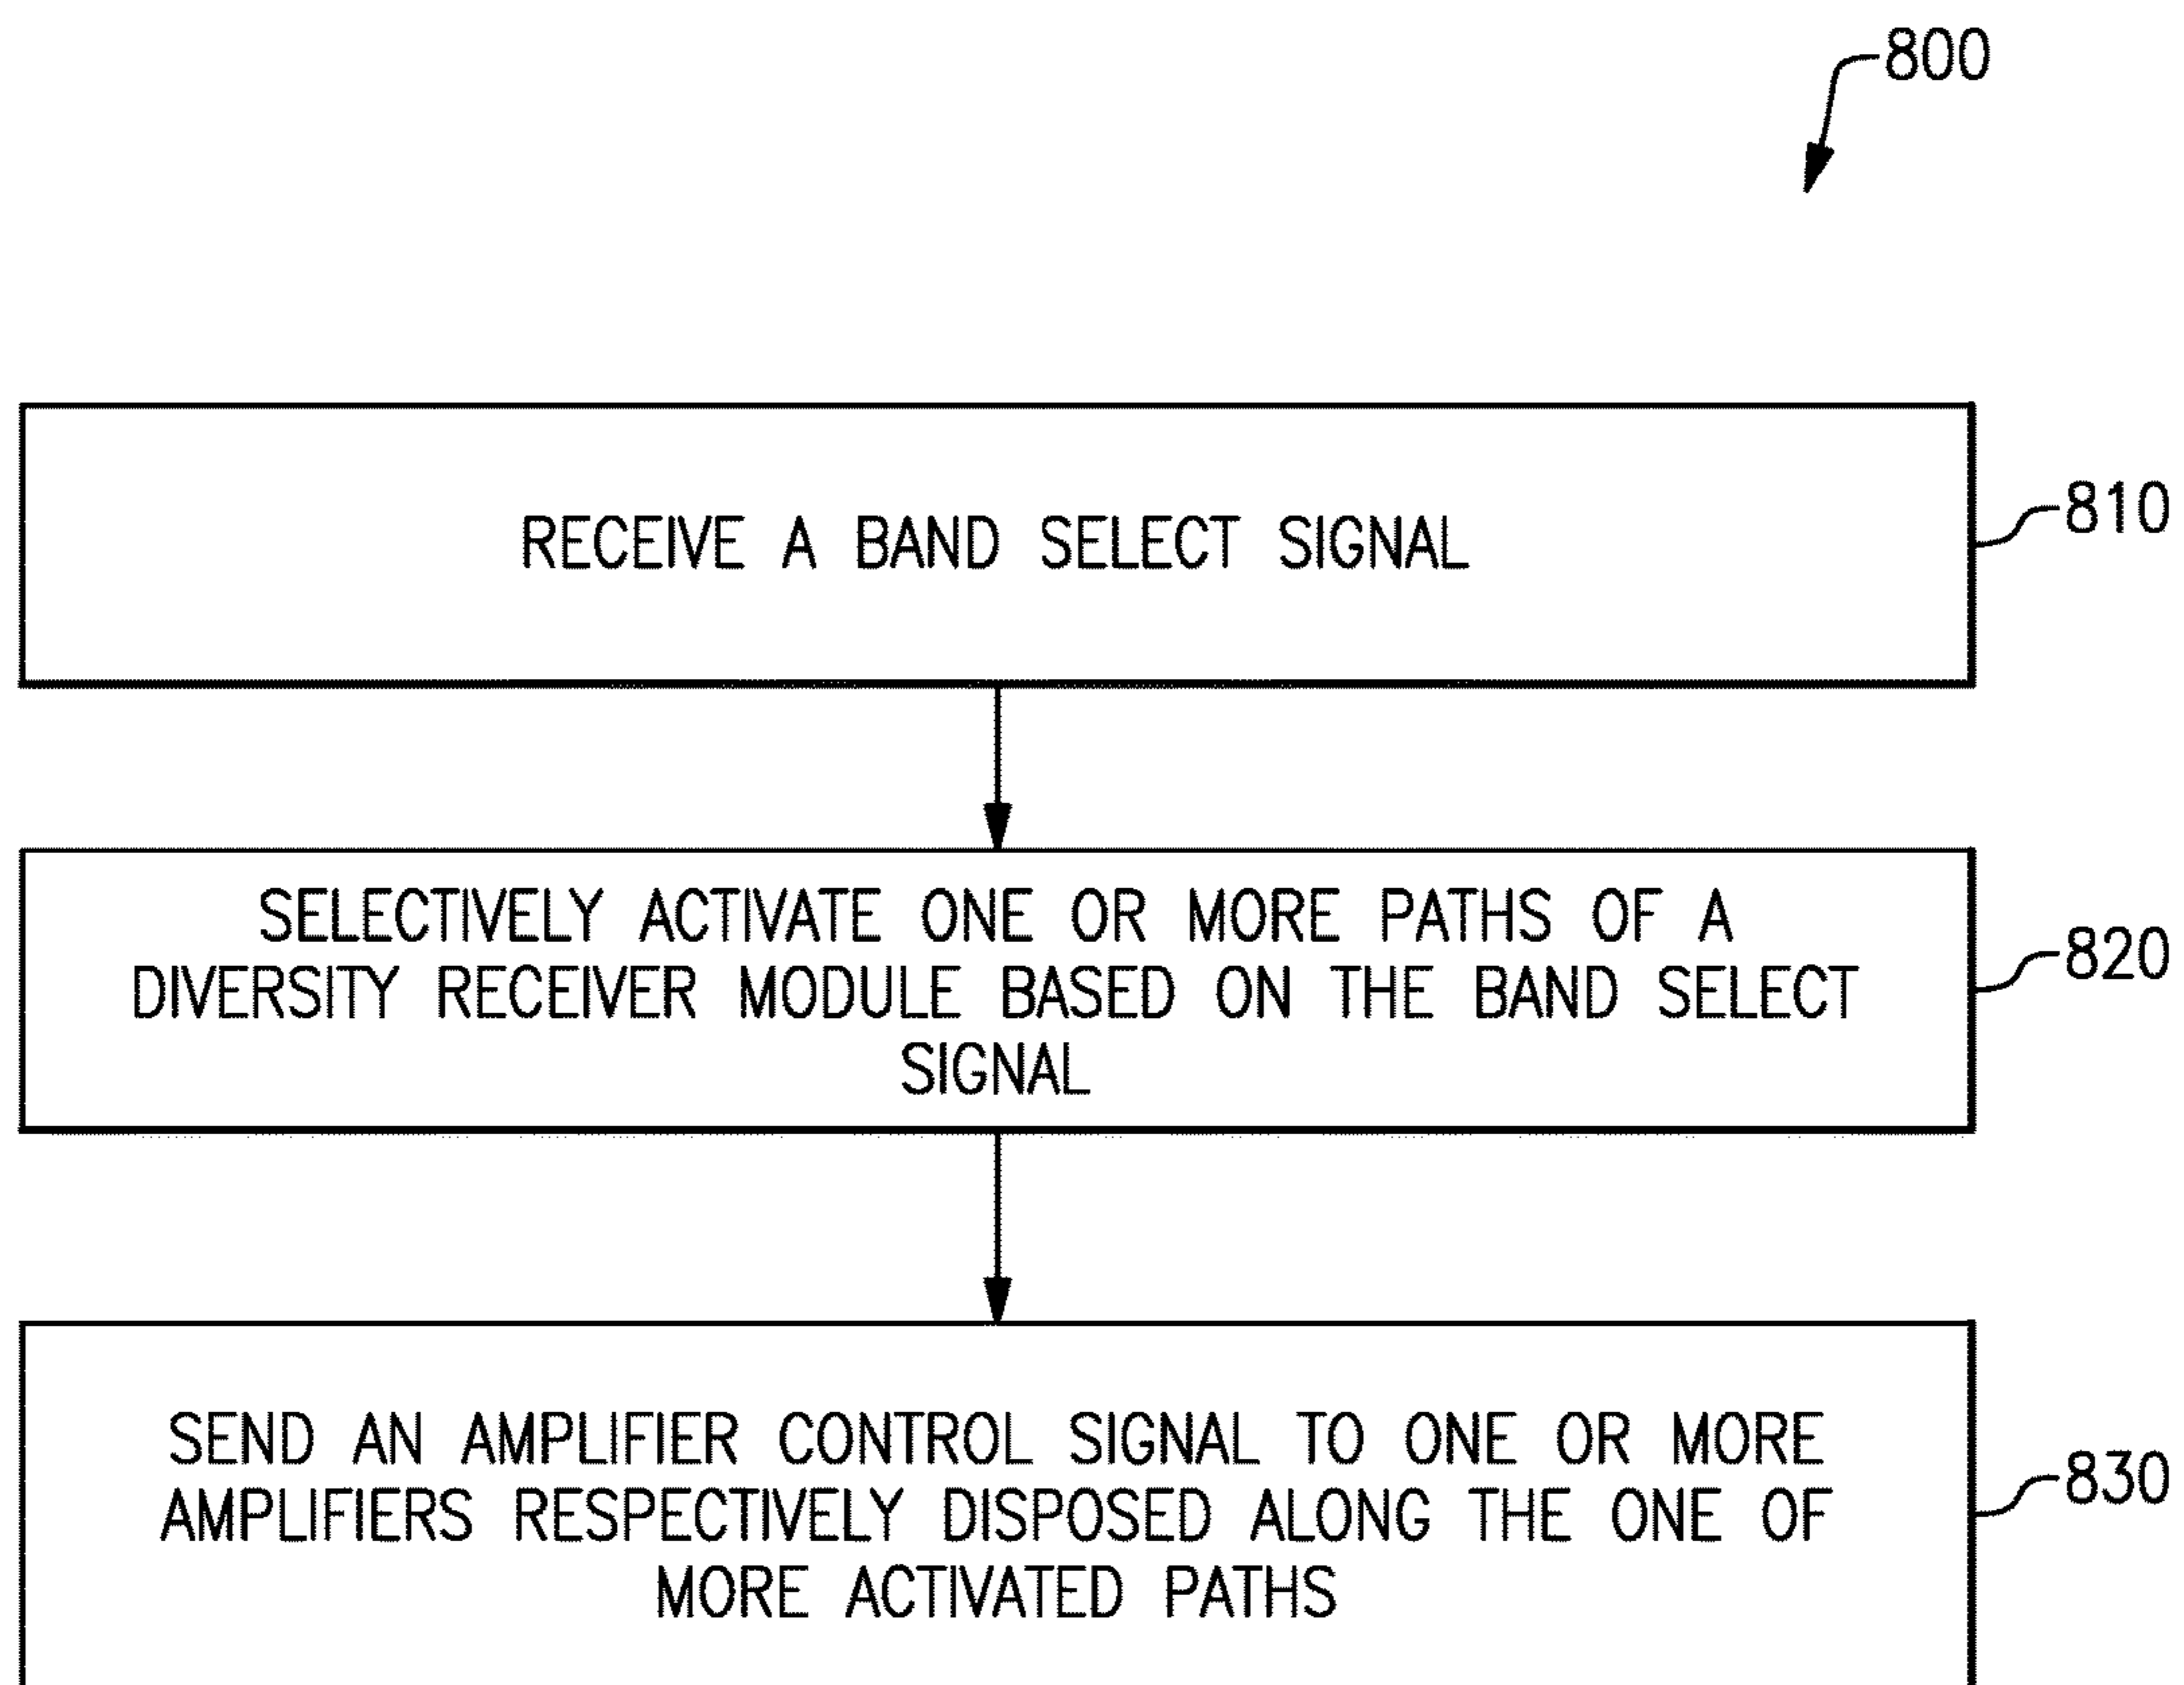 800
RECEIVE A BAND SELECT SIGNAL
810
SELECTIVELY ACTIVATE ONE OR MORE PATHS OF A
DIVERSITY RECEIVER MODULE BASED ON THE BAND SELECT
SIGNAL
820
SEND AN AMPLIFIER CONTROL SIGNAL TO ONE OR MORE
AMPLIFIERS RESPECTIVELY DISPOSED ALONG THE ONE OF
MORE ACTIVATED PATHS
830